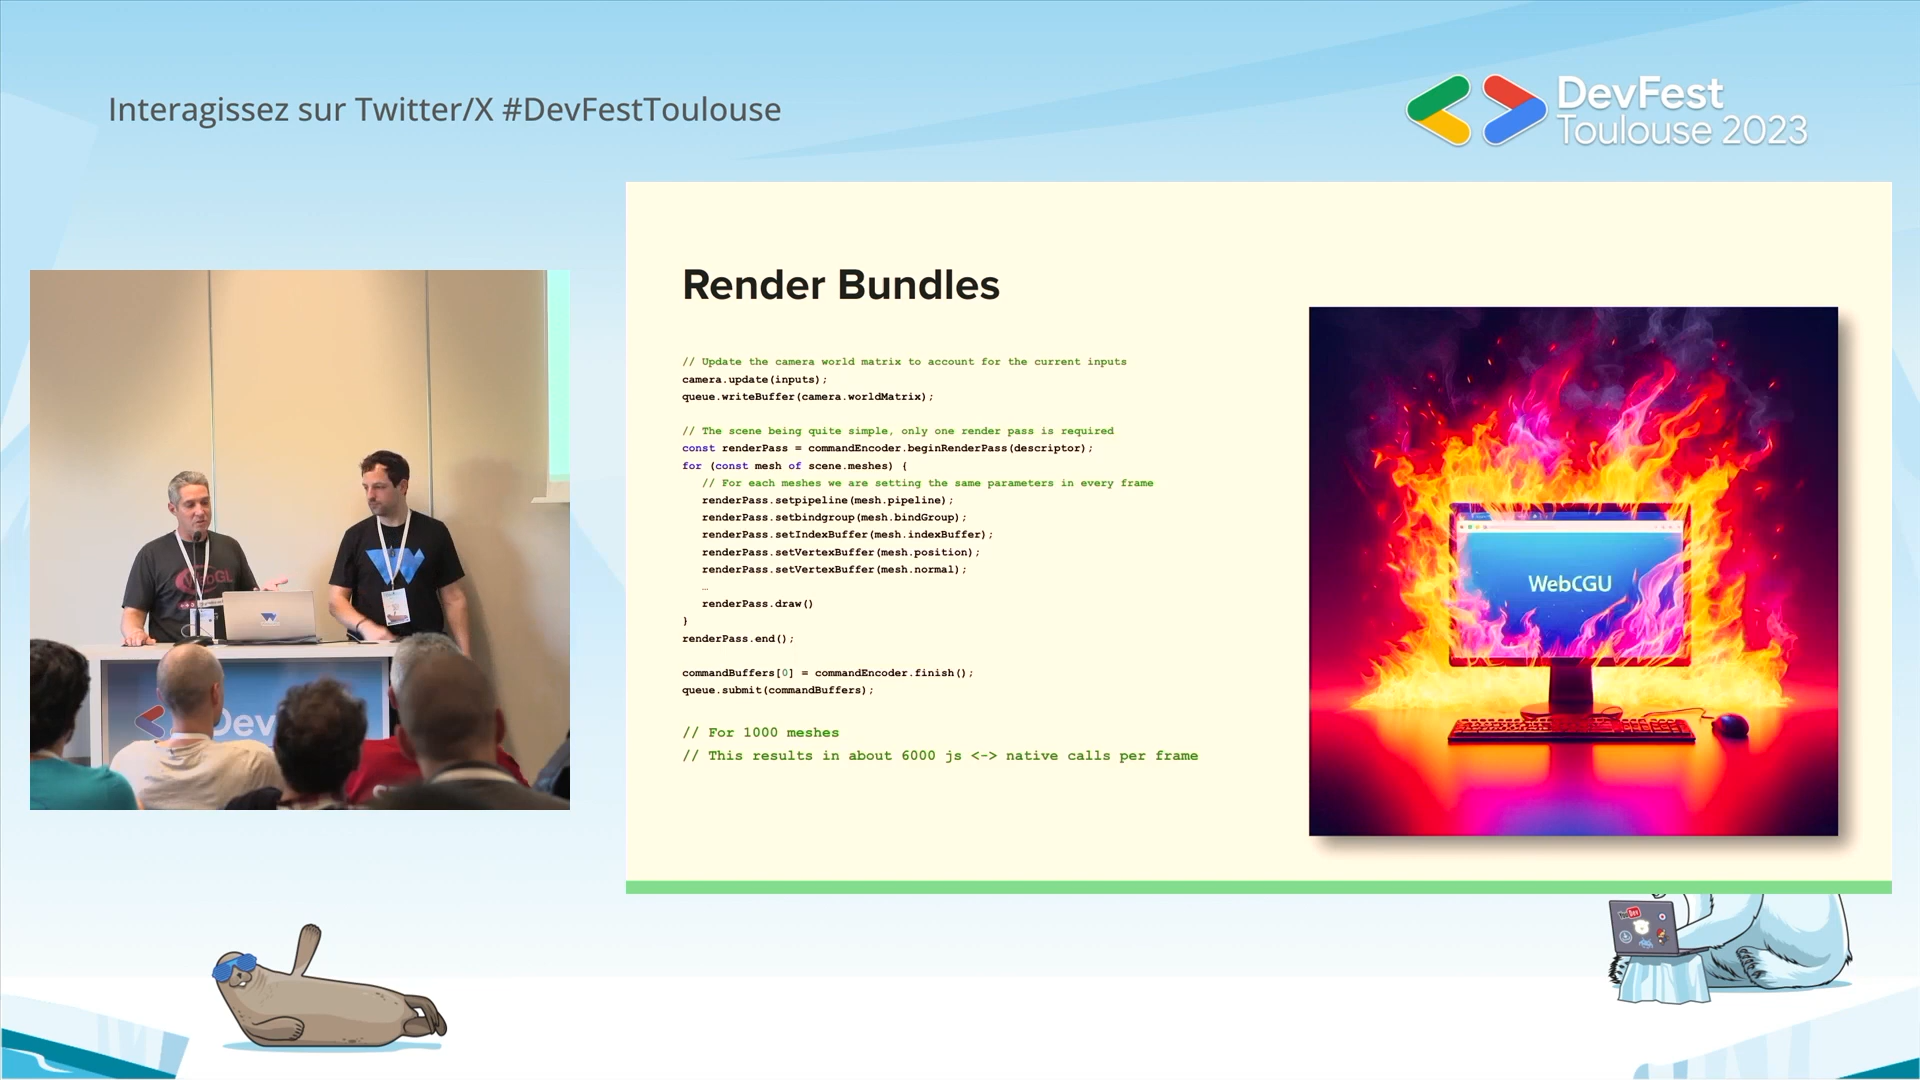 Interagissez sur Twitter/X #DevFestToulouse
DevFest
Toulouse 2023
Render Bundles
// Update the camera world matrix to account for the current inputs
camera.update(inputs);
queue.writeBuffer(camera.worldMatrix);
// The scene being quite simple, only one render pass is required
const renderPass = commandEncoder.beginRenderPass(descriptor);
for (const mesh of scene.meshes) {
// For each meshes we are setting the same parameters in every frame
renderPass.setpipeline(mesh.pipeline);
renderPass.setbindgroup(mesh.bindGroup);
renderPass.setIndexBuffer(mesh.indexBuffer);
renderPass.setVertexBuffer(mesh.position);
renderPass.setVertexBuffer(mesh.normal);
…
renderPass.draw()
}
renderPass.end();
commandBuffers[0] = commandEncoder.finish();
queue.submit(commandBuffers);
// For 1000 meshes
// This results in about 6000 js <-> native calls per frame
WebCGU
Dev